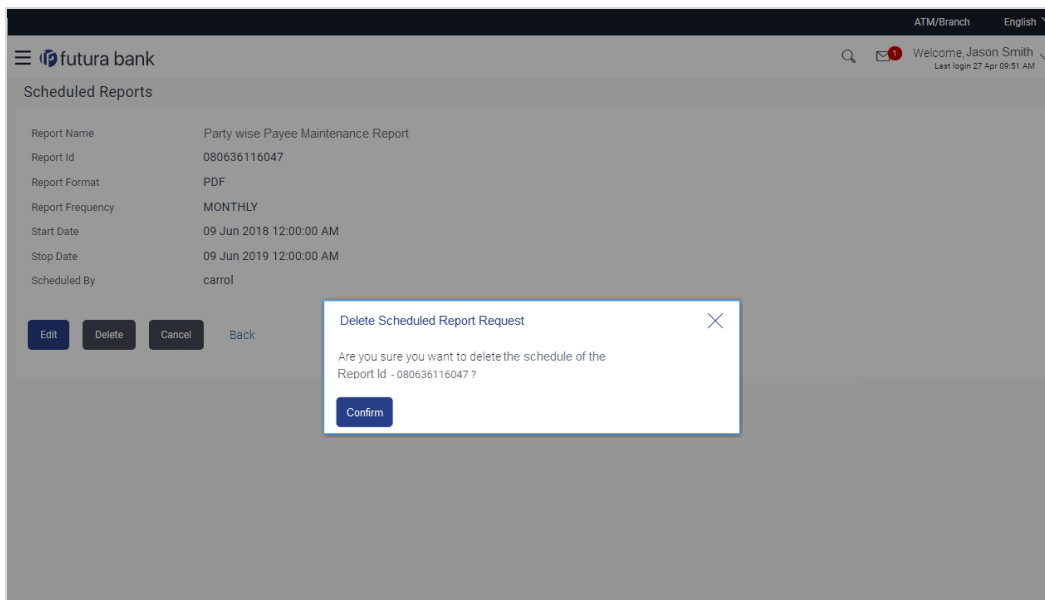 ATM/Branch English
futura bank
1
Welcome, Jason Smith
Last login 27 Apr 09:51 AM
Scheduled Reports
Report Name Party wise Payee Maintenance Report
Report Id 080636116047
Report Format PDF
Report Frequency MONTHLY
Start Date 09 Jun 2018 12:00:00 AM
Stop Date 09 Jun 2019 12:00:00 AM
Scheduled By carrol
Edit Delete Cancel Back
Delete Scheduled Report Request
Are you sure you want to delete the schedule of the
Report Id - 080636116047 ?
Confirm